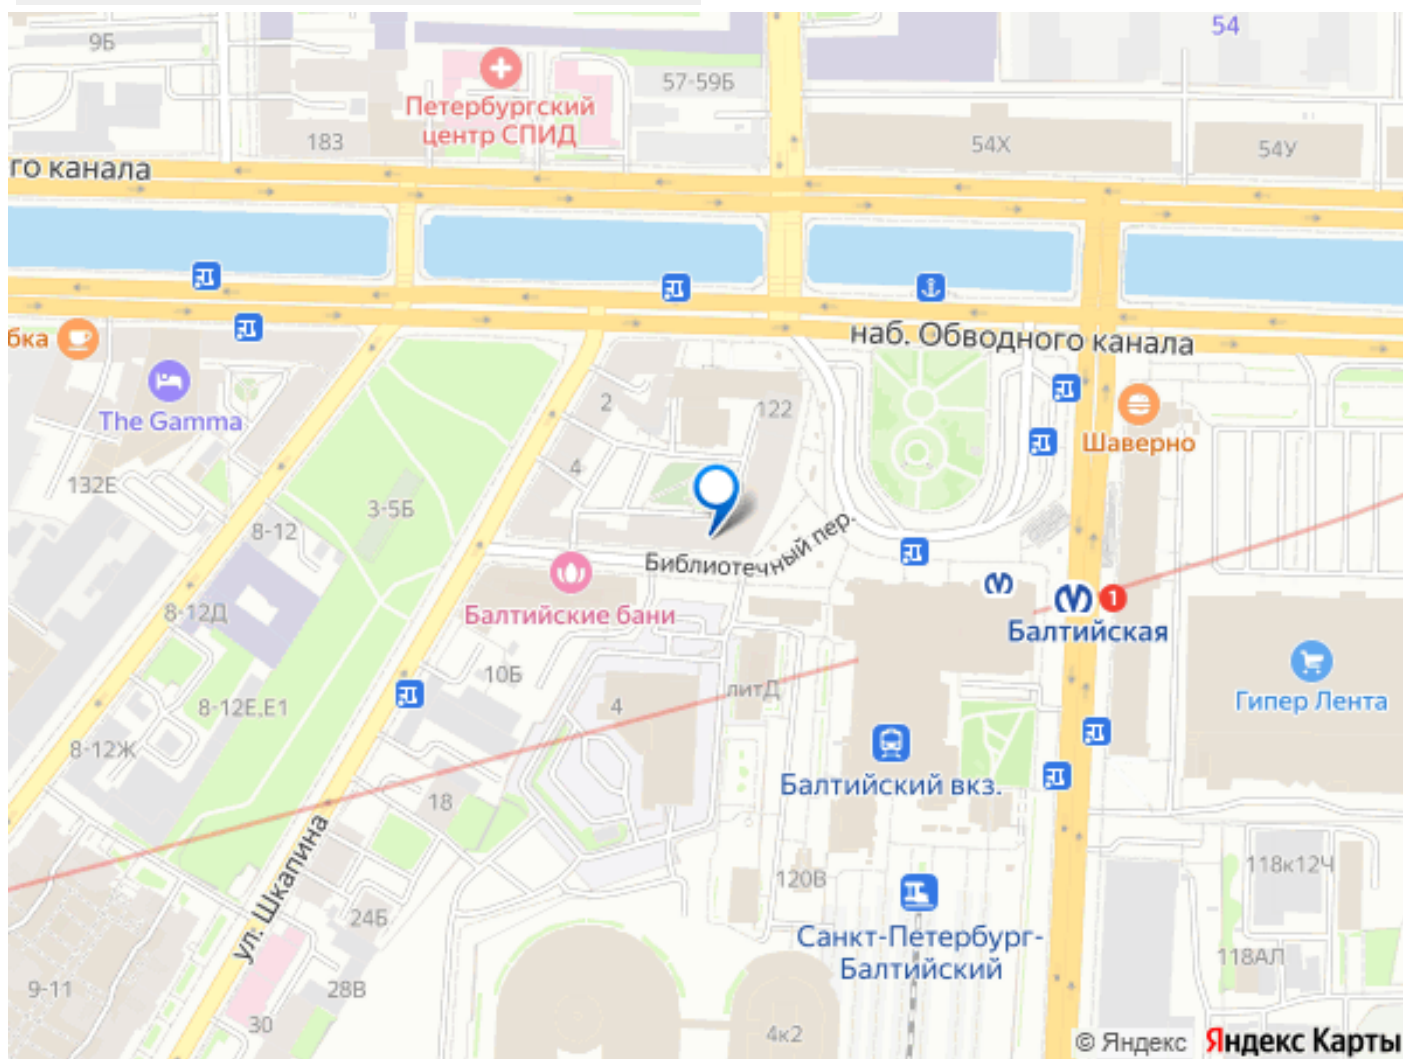 9Б
54
57-59Б
Петербургский
центр СПИД
183
54Х
54У
го канала
наб. Обводного канала
бка
The Gamma
2
122
Шаверно
4
132Е
3-5Б
8-12
Библиотечный пер.
Балтийские бани
Балтийская
1
8-12Д
10Б
литД
4
8-12Е,Е1
Гипер Лента
8-12Ж
Балтийский вкз.
18
ул. Шкапина
120В
118к12Ч
24Б
Санкт-Петербург-
Балтийский
118АЛ
9-11
28В
30
4к2
© Яндекс Яндекс Карты